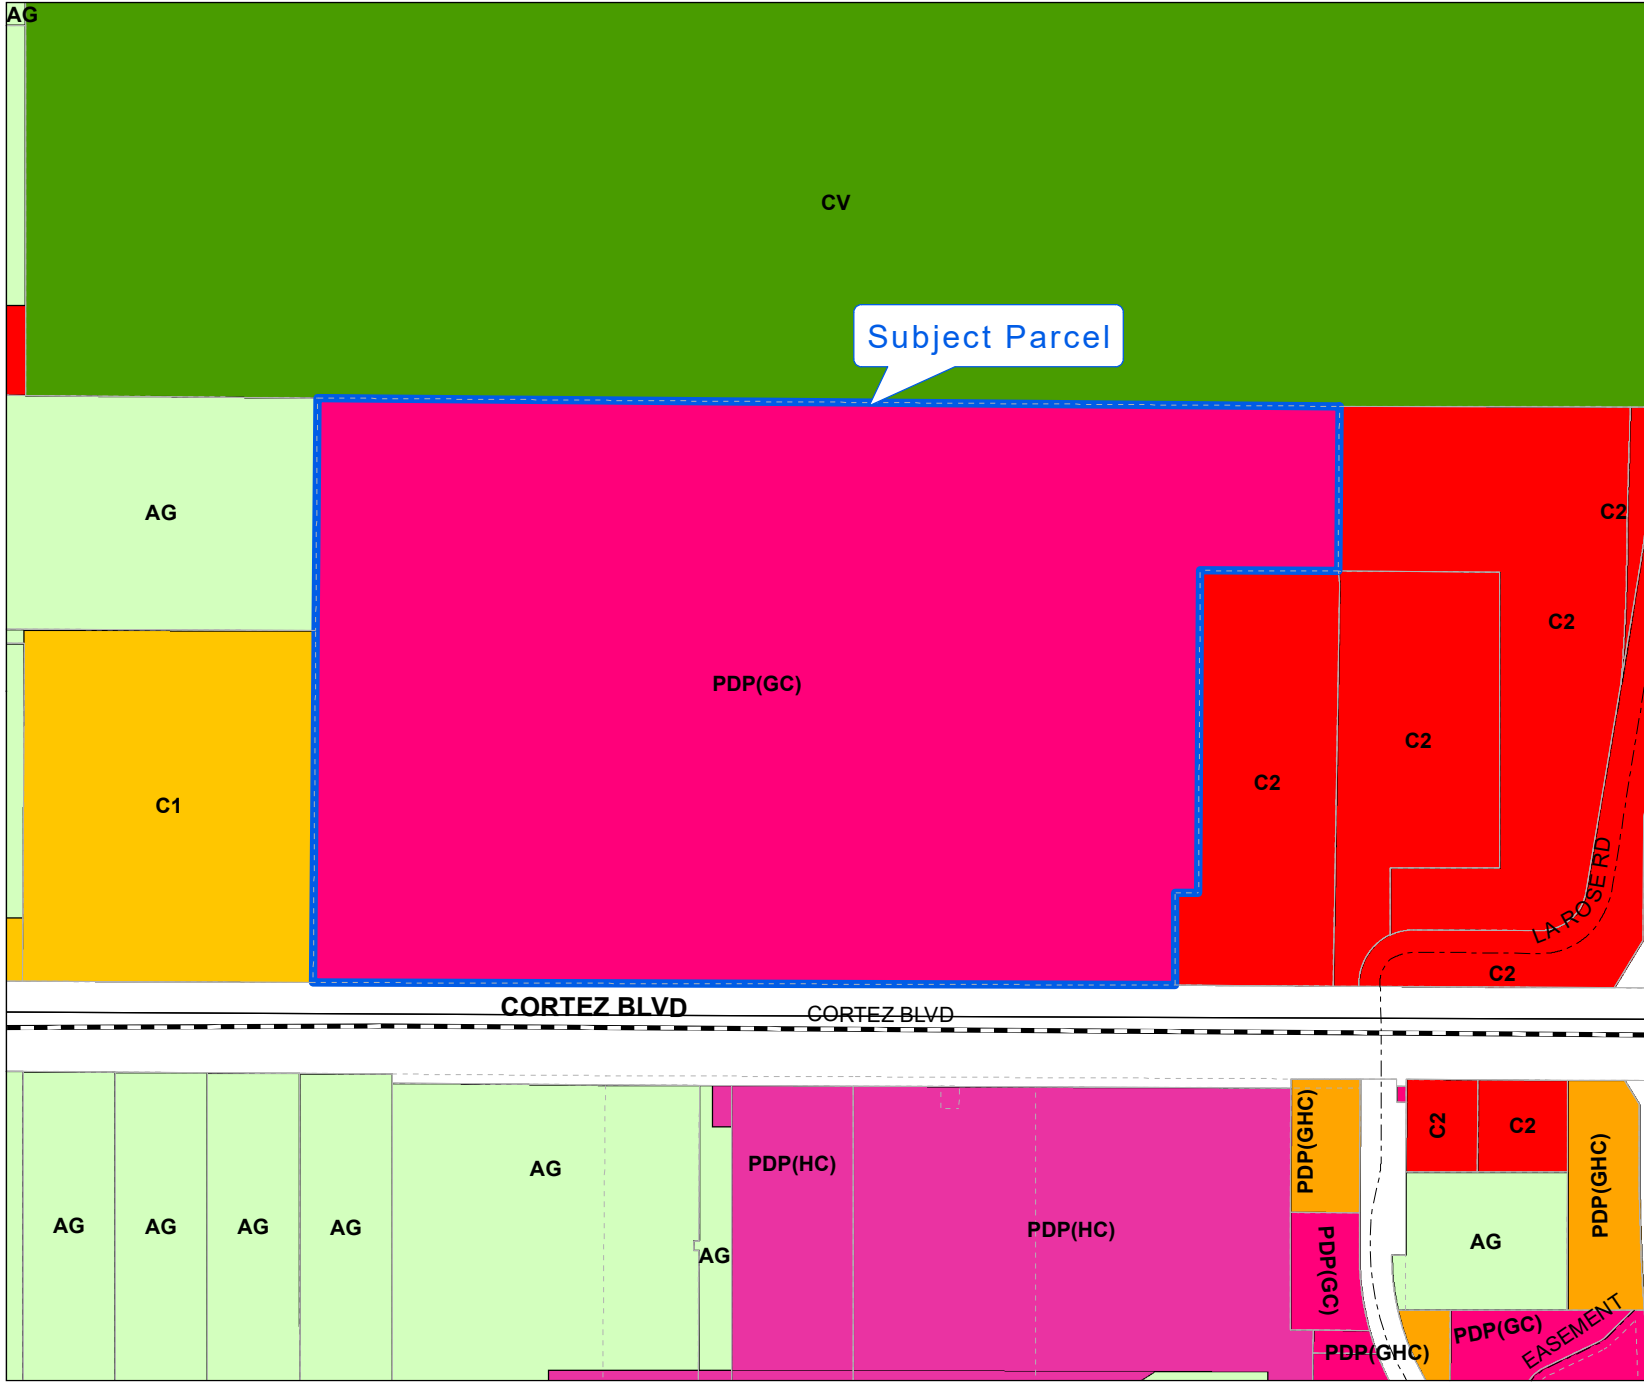 AG
CV
Subject Parcel
AG
C2
C2
PDP(GC)
C2
C2
C1
LA ROSE RD
C2
CORTEZ BLVD
CORTEZ BLVD
PDP(GHC)
C2
C2
PDP(GHC)
AG
PDP(HC)
AG
AG
AG
AG
AG
PDP(HC)
PDP(GC)
AG
PDP(GC)
EASEMENT
PDP(GHC)